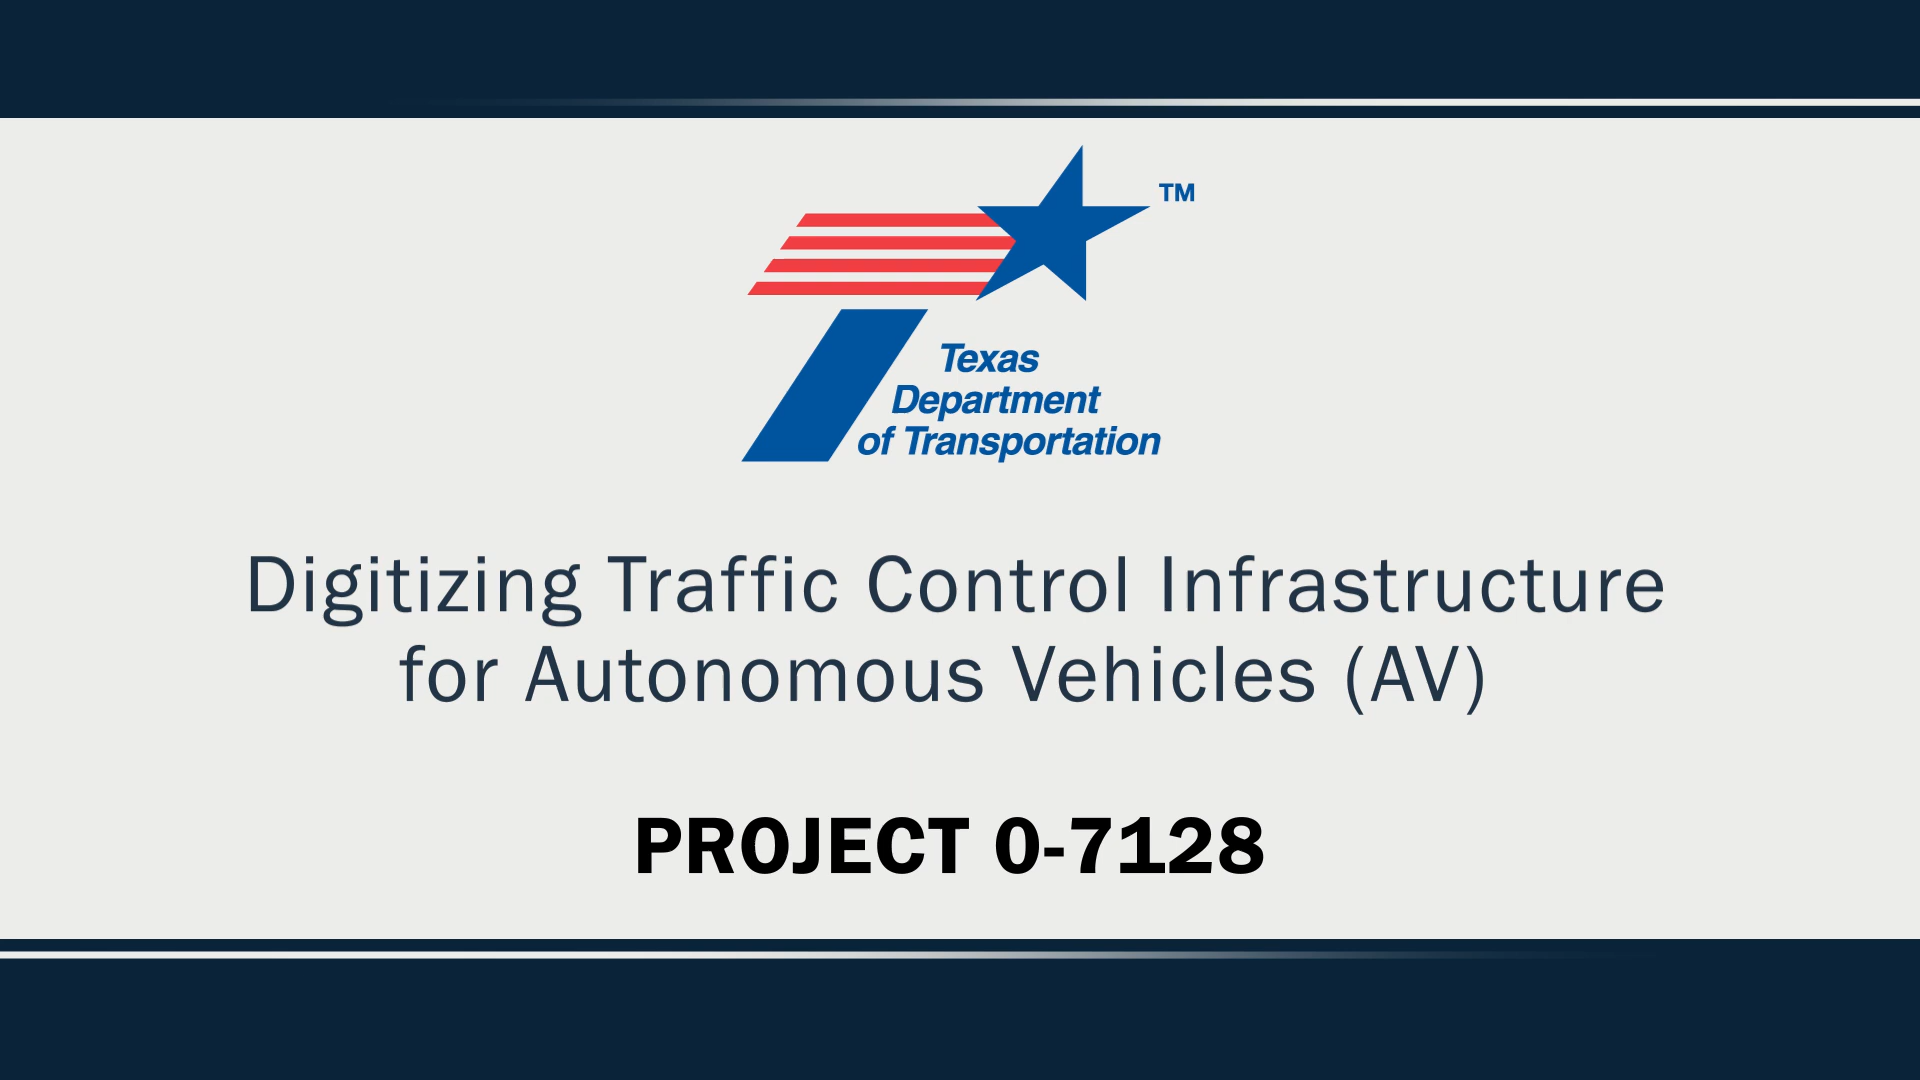 TM
Texas
Department
of Transportation
Digitizing Traffic Control Infrastructure
for Autonomous Vehicles (AV)
PROJECT 0-7128